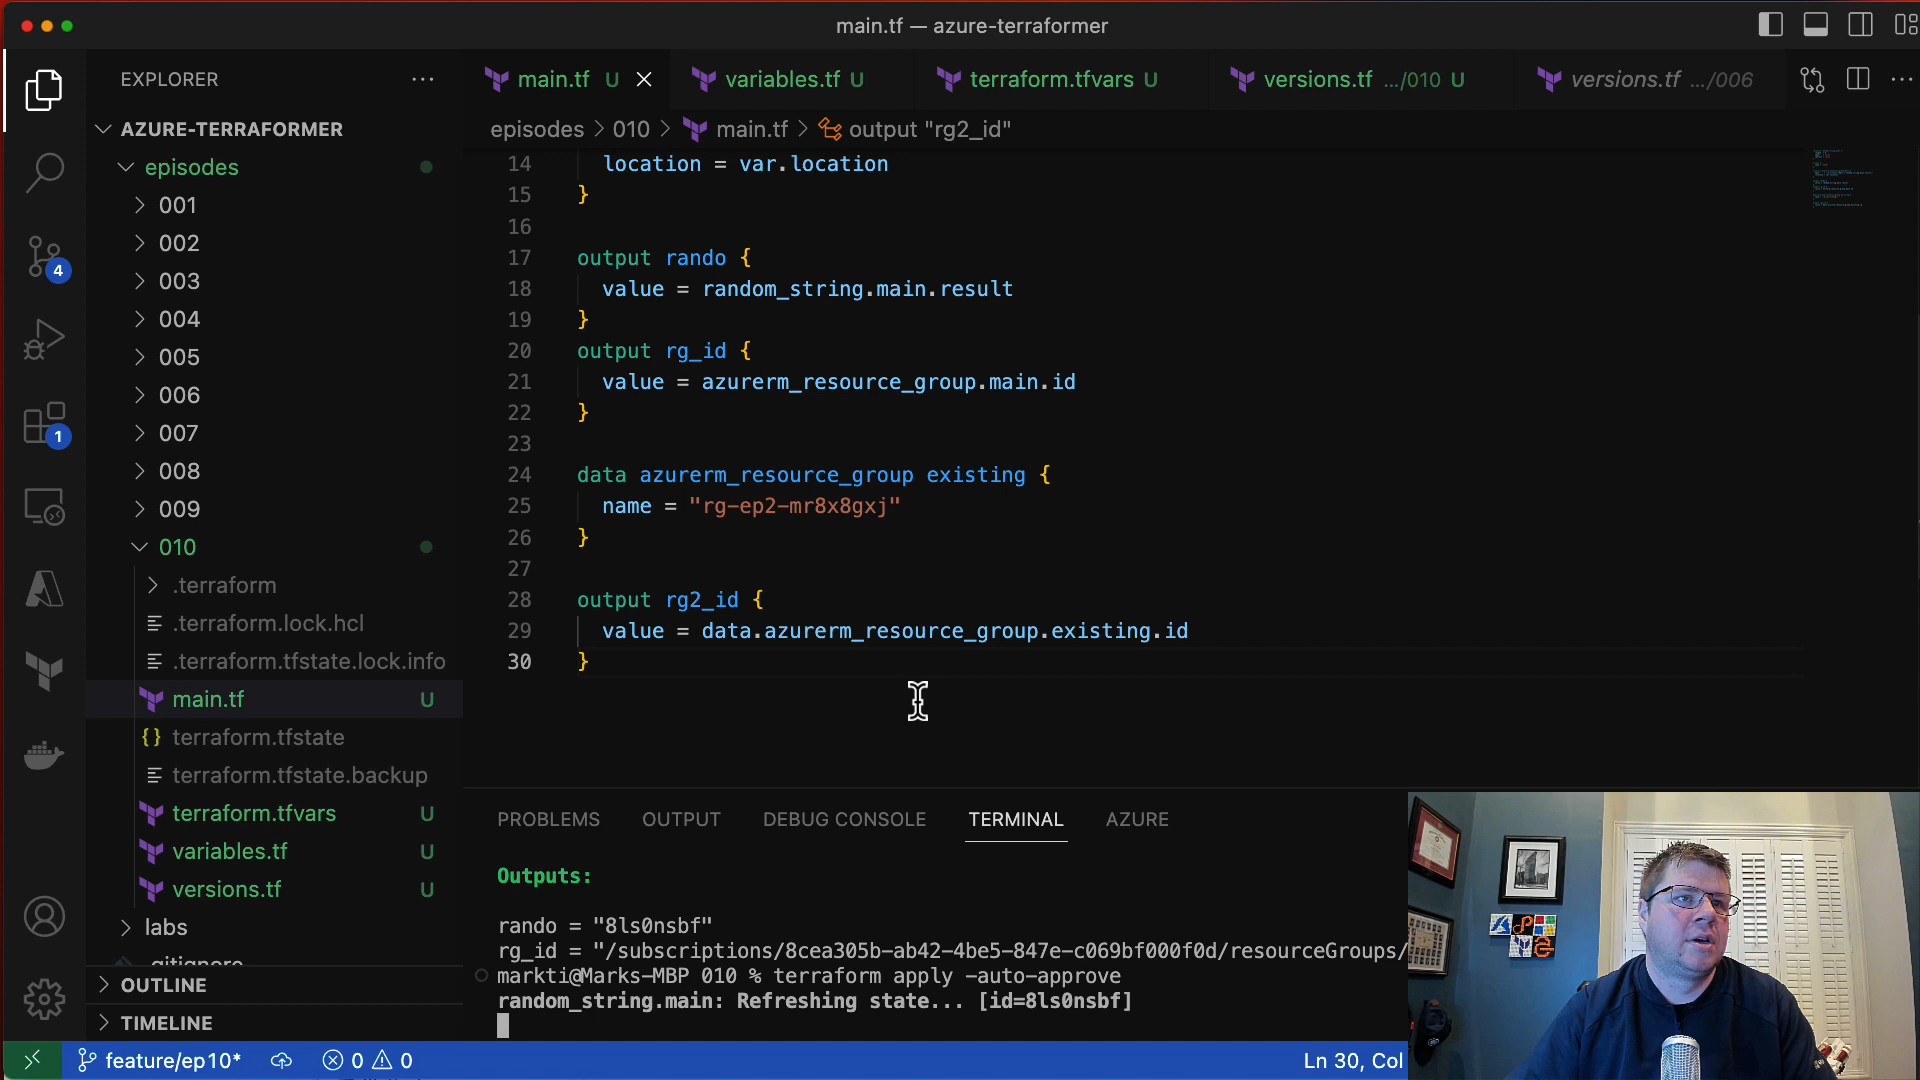 main.tf — azure-terraformer
EXPLORER
main.tf U
variables.tf U
terraform.tfvars U
versions.tf .../010 U
versions.tf .../006
AZURE-TERRAFORMER
episodes
001
002
003
004
005
006
007
008
009
010
.terraform
.terraform.lock.hcl
.terraform.tfstate.lock.info
main.tf U
terraform.tfstate
terraform.tfstate.backup
terraform.tfvars U
variables.tf U
versions.tf U
labs
.gitignore
OUTLINE
TIMELINE
4
1
episodes > 010 > main.tf > output "rg2_id"
14 location = var.location
15 }
16
17 output rando {
18 value = random_string.main.result
19 }
20 output rg_id {
21 value = azurerm_resource_group.main.id
22 }
23
24 data azurerm_resource_group existing {
25 name = "rg-ep2-mr8x8gxj"
26 }
27
28 output rg2_id {
29 value = data.azurerm_resource_group.existing.id
30 }
PROBLEMS OUTPUT DEBUG CONSOLE TERMINAL AZURE
Outputs:
rando = "8ls0nsbf"
rg_id = "/subscriptions/8cea305b-ab42-4be5-847e-c069bf000f0d/resourceGroups/
markti@Marks-MBP 010 % terraform apply -auto-approve
random_string.main: Refreshing state... [id=8ls0nsbf]
feature/ep10* 0 0 Ln 30, Col